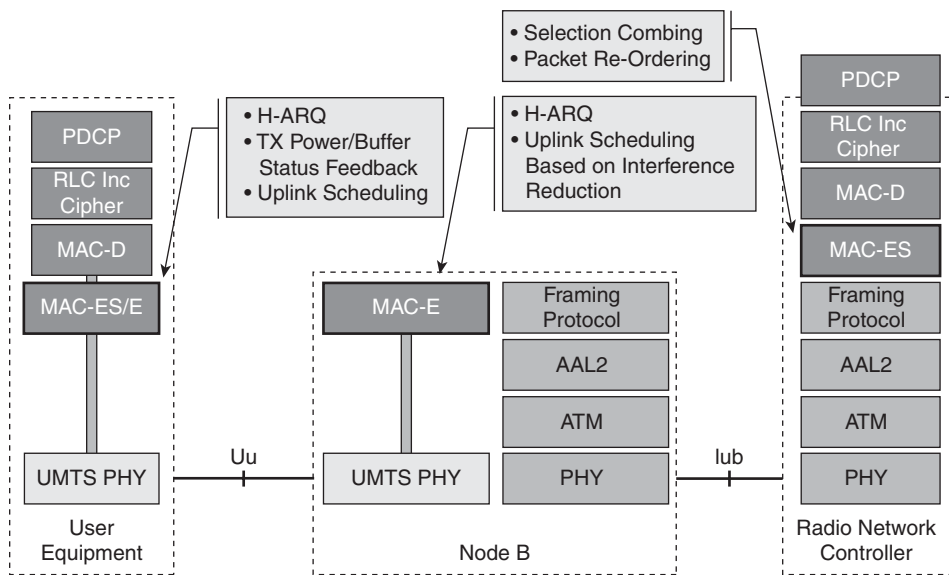 • Selection Combing
• Packet Re-Ordering
• H-ARQ
• TX Power/Buffer
Status Feedback
• Uplink Scheduling
• H-ARQ
• Uplink Scheduling
Based on Interference
Reduction
PDCP
RLC Inc
Cipher
MAC-D
MAC-ES/E
UMTS PHY
User
Equipment
Uu
MAC-E
UMTS PHY
Framing
Protocol
AAL2
ATM
PHY
Node B
Iub
PDCP
RLC Inc
Cipher
MAC-D
MAC-ES
Framing
Protocol
AAL2
ATM
PHY
Radio Network
Controller